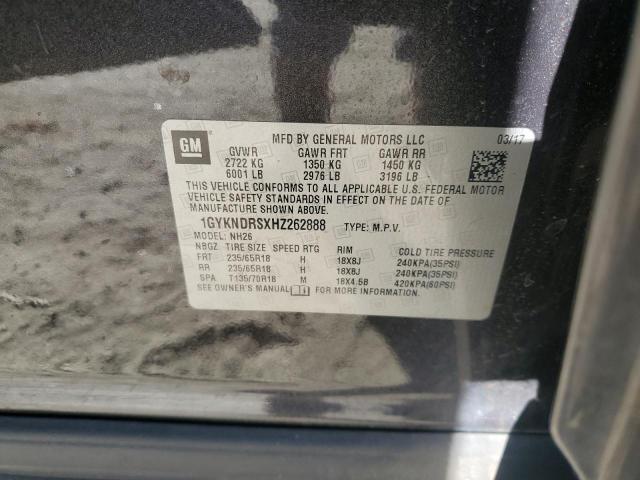 GM
MFD BY GENERAL MOTORS LLC 03/17
GVWR GAWR FRT GAWR RR
2722 KG 1350 KG 1450 KG
6001 LB 2976 LB 3196 LB
THIS VEHICLE CONFORMS TO ALL APPLICABLE U.S. FEDERAL MOTOR
VEHICLE SAFETY STANDARDS IN EFFECT ON THE DATE OF
MANUFACTURE SHOWN ABOVE.
1GYKNDRSXHZ262888 TYPE: M.P.V.
MODEL: NH26
NBGZ TIRE SIZE SPEED RTG RIM COLD TIRE PRESSURE
FRT 235/65R18 H 18X8J 240KPA(35PSI)
RR 235/65R18 H 18X8J 240KPA(35PSI)
SPA T135/70R18 M 18X4.5B 420KPA(60PSI)
SEE OWNER'S MANUAL FOR MORE INFORMATION.